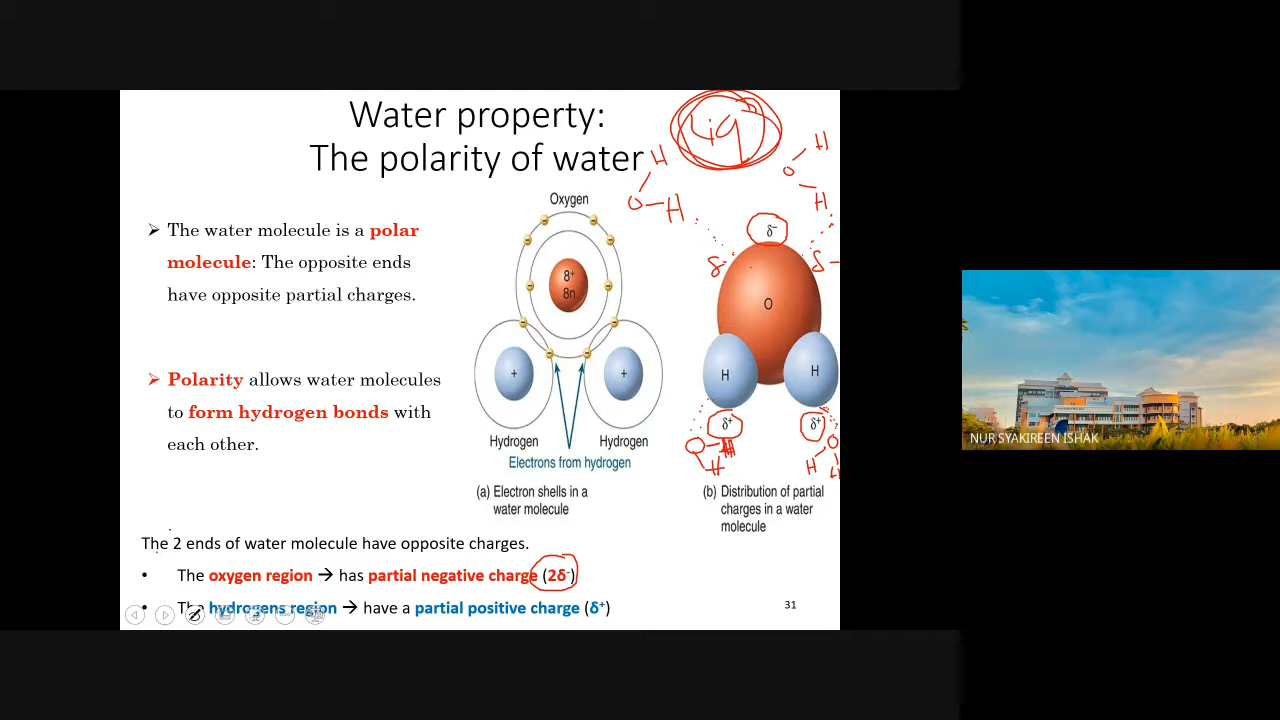 Water property:
The polarity of water
Liq
H
O
H
O
H
H
➢ The water molecule is a polar
molecule: The opposite ends
have opposite partial charges.
➢ Polarity allows water molecules
to form hydrogen bonds with
each other.
Oxygen
8+
8n
+
+
Hydrogen
Hydrogen
Electrons from hydrogen
(a) Electron shells in a
water molecule
δ-
δ-
δ-
O
H
H
δ+
δ+
O
H
O
H
(b) Distribution of partial
charges in a water
molecule
The 2 ends of water molecule have opposite charges.
• The oxygen region → has partial negative charge (2δ-)
• The hydrogens region → have a partial positive charge (δ+)
31
NUR SYAKIREEN ISHAK